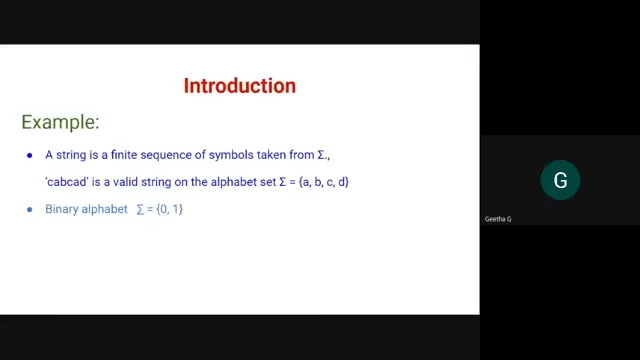 Introduction
Example:
● A string is a finite sequence of symbols taken from Σ.,
‘cabcad’ is a valid string on the alphabet set Σ = {a, b, c, d}
● Binary alphabet ∑ = {0, 1}
G
Geetha G